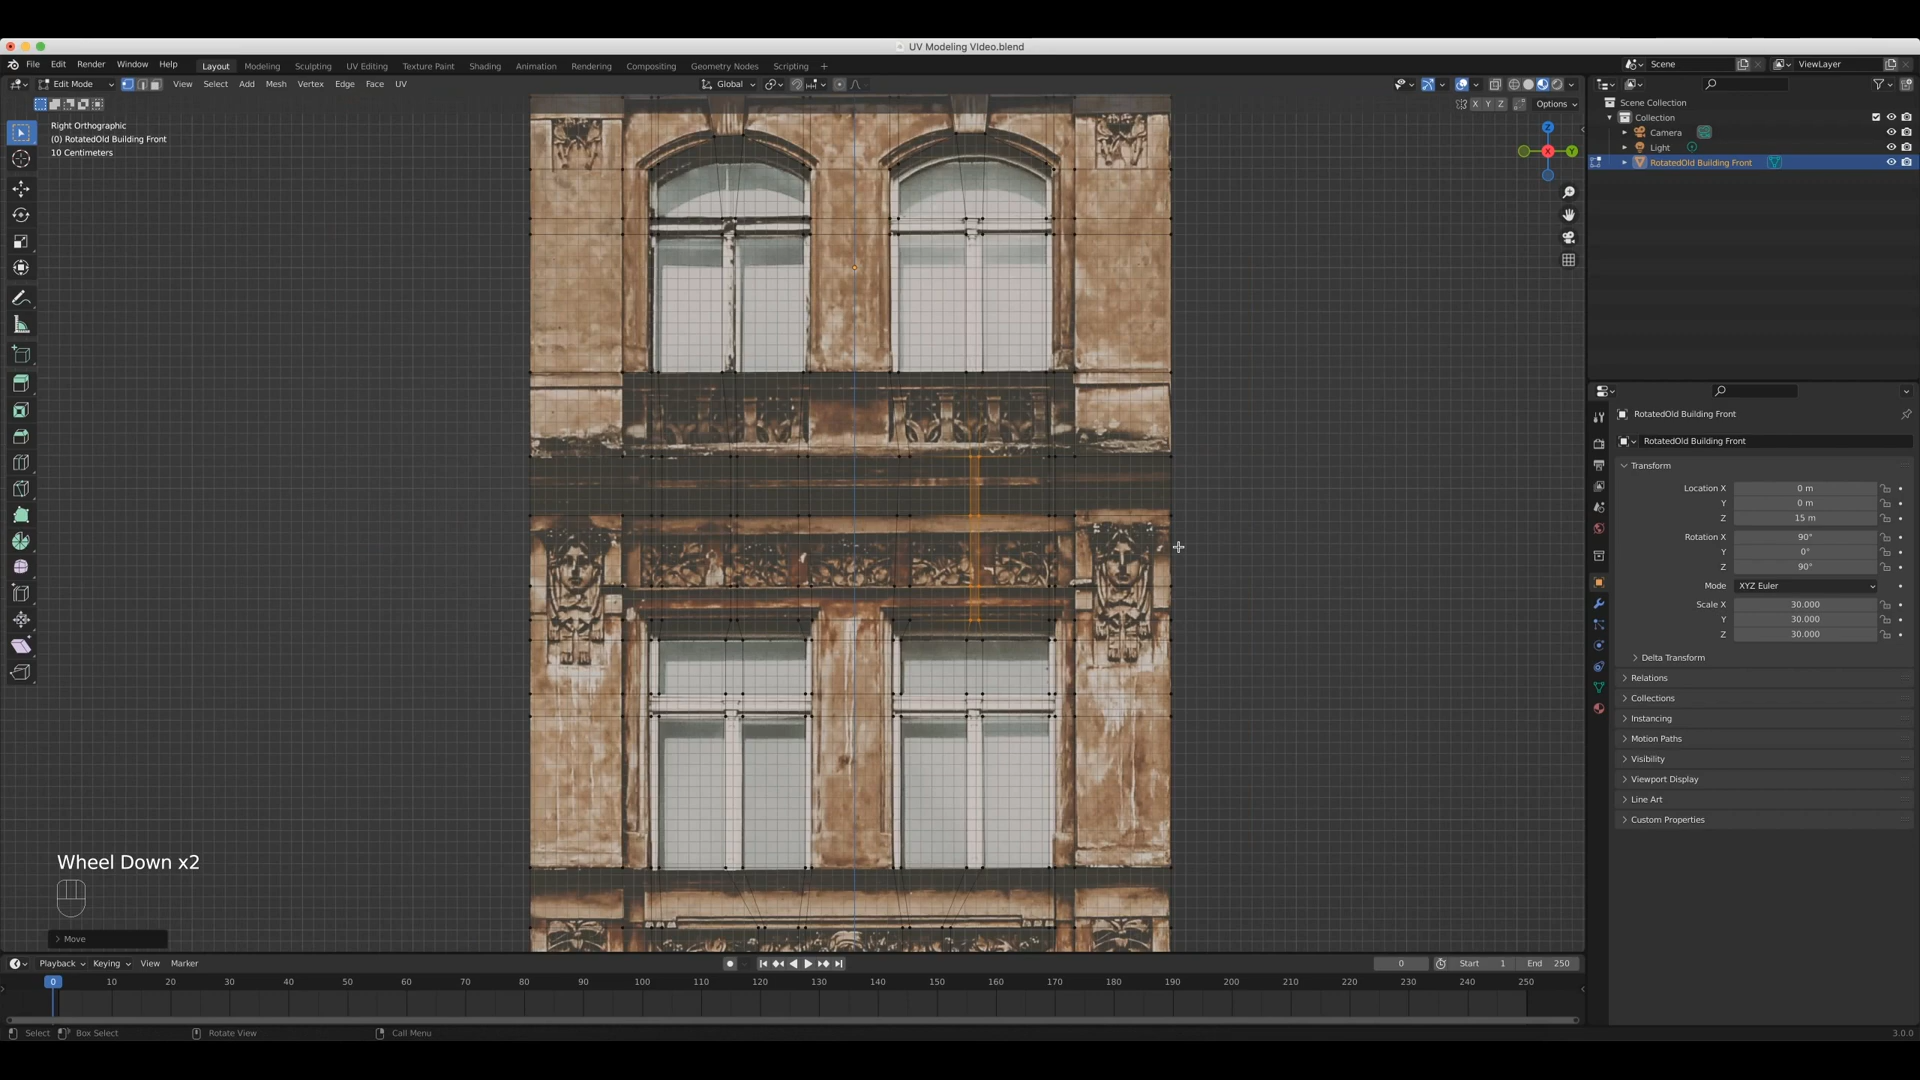 UV Modeling VIdeo.blend
File Edit Render Window Help Layout Modeling Sculpting UV Editing Texture Paint Shading Animation Rendering Compositing Geometry Nodes Scripting + Scene ViewLayer
Edit Mode View Select Add Mesh Vertex Edge Face UV Global
X Y Z Options
Right Orthographic
(0) RotatedOld Building Front
10 Centimeters
Z
X Y
Wheel Down x2
Move
Scene Collection
Collection
Camera
Light
RotatedOld Building Front
RotatedOld Building Front
RotatedOld Building Front
Transform
Location X 0 m
Y 0 m
Z 15 m
Rotation X 90°
Y 0°
Z 90°
Mode XYZ Euler
Scale X 30.000
Y 30.000
Z 30.000
Delta Transform
Relations
Collections
Instancing
Motion Paths
Visibility
Viewport Display
Line Art
Custom Properties
Playback Keying View Marker 0 Start 1 End 250
0 10 20 30 40 50 60 70 80 90 100 110 120 130 140 150 160 170 180 190 200 210 220 230 240 250
Select Box Select Rotate View Call Menu 3.0.0